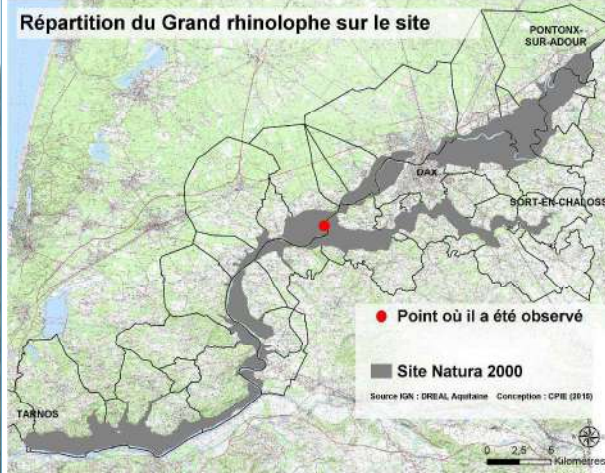 Répartition du Grand rhinolophe sur le site
PONTONX-
SUR-ADOUR
DAX
SORT-EN-CHALOSS
Point où il a été observé
Site Natura 2000
Source IGN : DREAL Aquitaine Conception : CPIE (2010)
TARNOS
0 2,5 5
Kilomètres